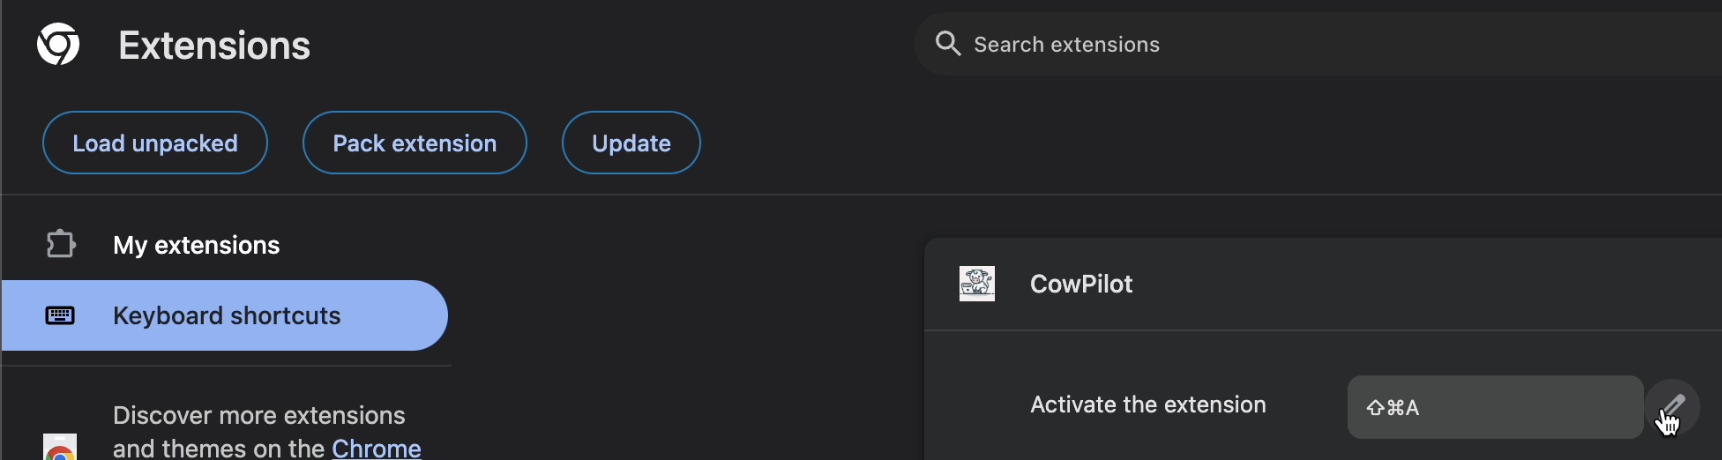 Extensions
Search extensions
Load unpacked
Pack extension
Update
My extensions
Keyboard shortcuts
Discover more extensions
and themes on the Chrome
CowPilot
Activate the extension
⇧⌘A